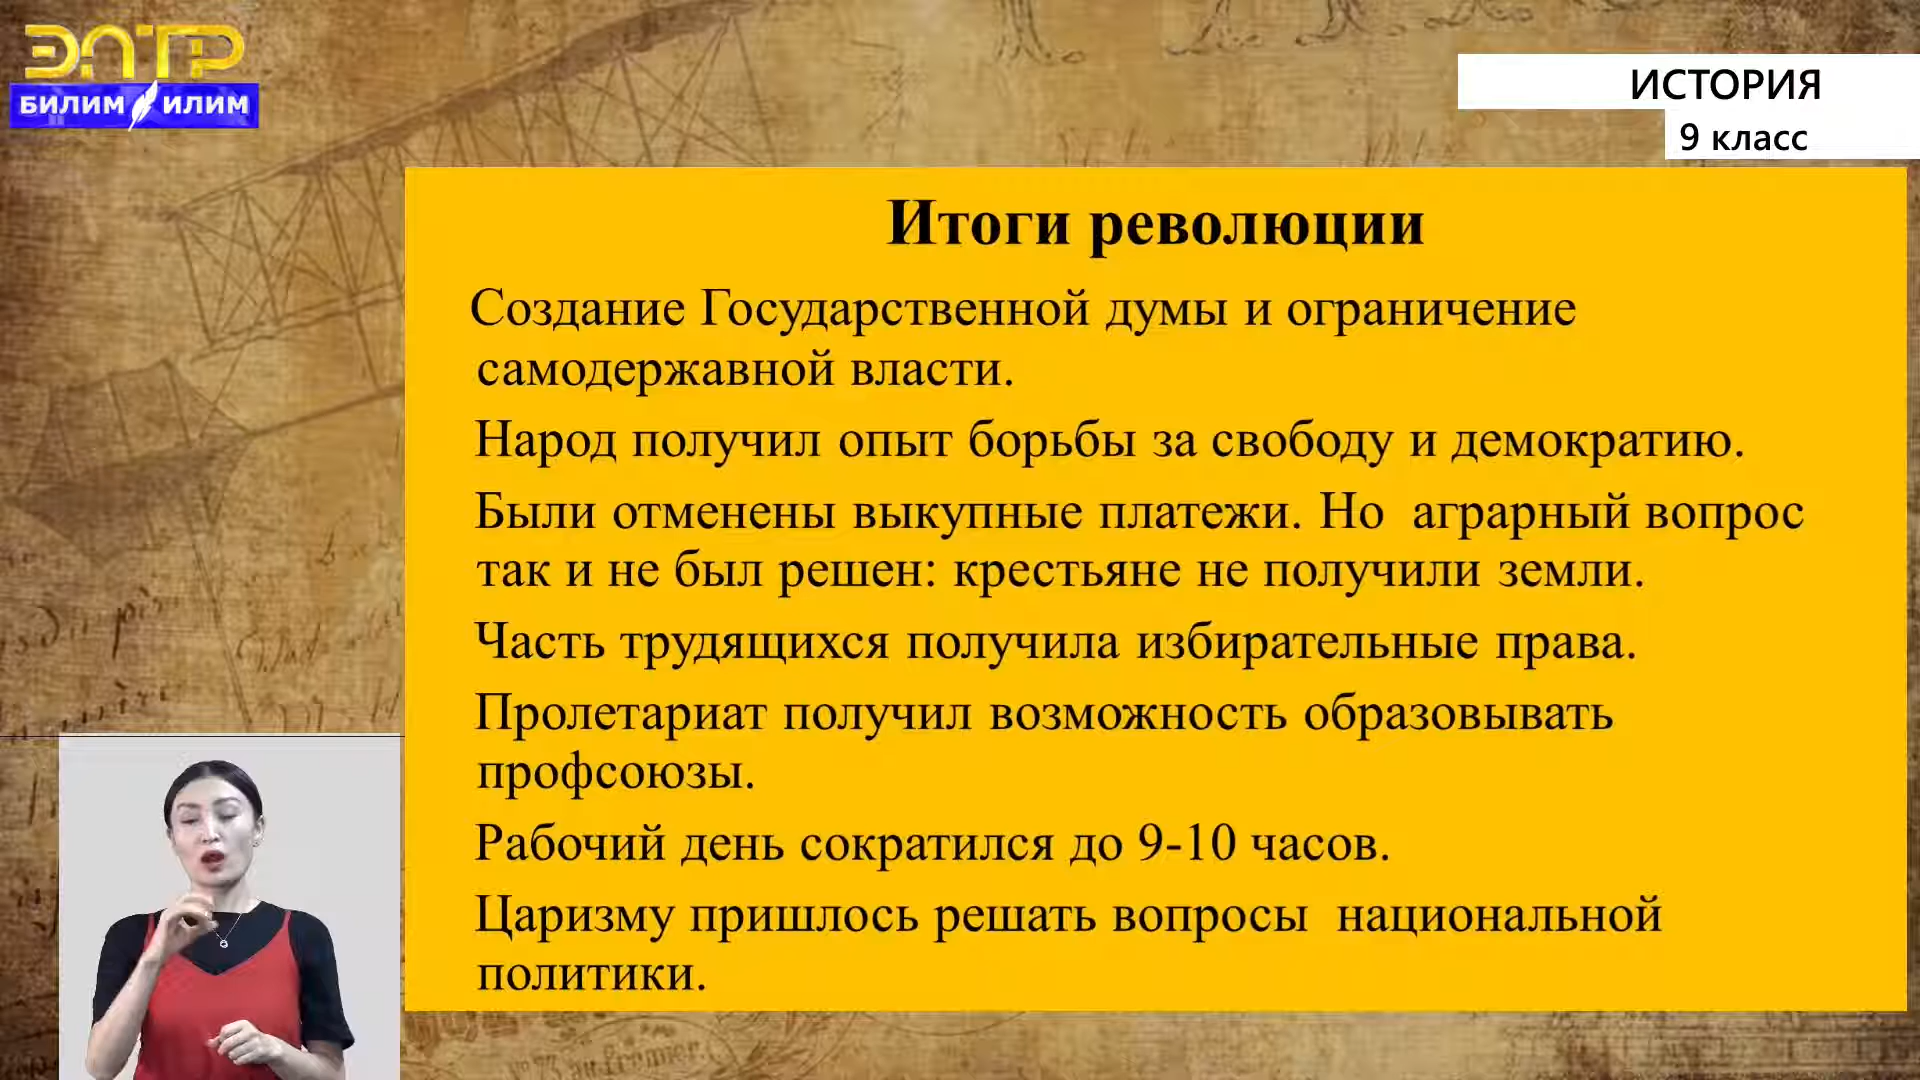 ЭЛТР
БИЛИМ ИЛИМ
ИСТОРИЯ
9 класс
Итоги революции
Создание Государственной думы и ограничение
самодержавной власти.
Народ получил опыт борьбы за свободу и демократию.
Были отменены выкупные платежи. Но аграрный вопрос
так и не был решен: крестьяне не получили земли.
Часть трудящихся получила избирательные права.
Пролетариат получил возможность образовывать
профсоюзы.
Рабочий день сократился до 9-10 часов.
Царизму пришлось решать вопросы национальной
политики.